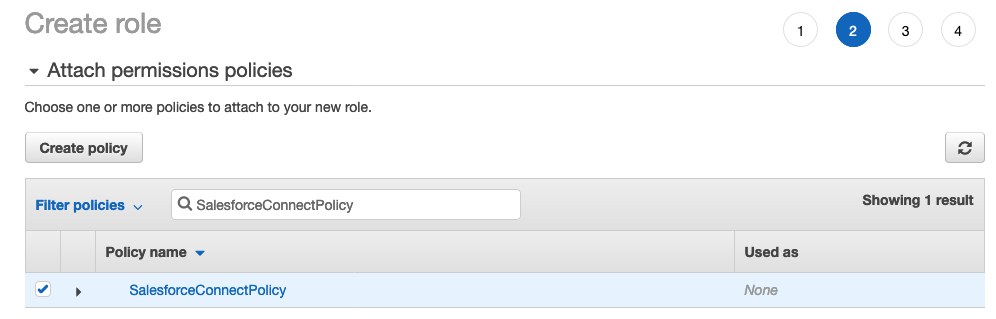 Create role
1 2 3 4
Attach permissions policies
Choose one or more policies to attach to your new role.
Create policy
Filter policies SalesforceConnectPolicy Showing 1 result
Policy name Used as
SalesforceConnectPolicy None